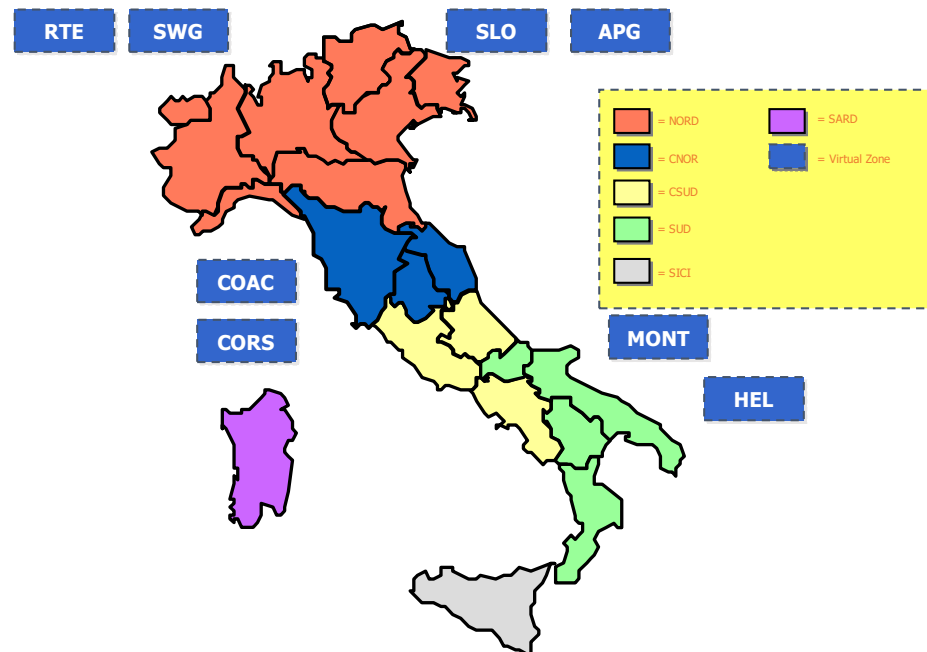 RTE SWG SLO APG
= NORD = SARD
= CNOR = Virtual Zone
= CSUD
= SUD
= SICI
COAC
CORS
MONT
HEL